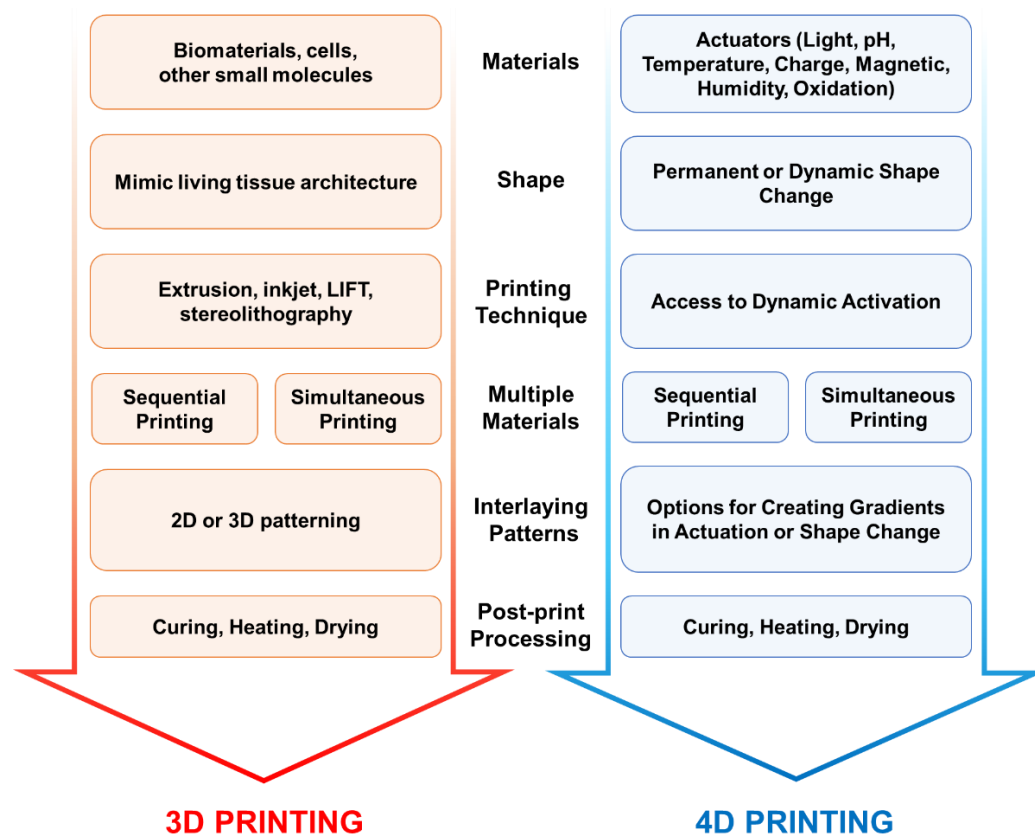 Biomaterials, cells,
other small molecules
Materials
Actuators (Light, pH,
Temperature, Charge, Magnetic,
Humidity, Oxidation)
Mimic living tissue architecture
Shape
Permanent or Dynamic Shape
Change
Extrusion, inkjet, LIFT,
stereolithography
Printing
Technique
Access to Dynamic Activation
Sequential
Printing
Simultaneous
Printing
Multiple
Materials
Sequential
Printing
Simultaneous
Printing
2D or 3D patterning
Interlaying
Patterns
Options for Creating Gradients
in Actuation or Shape Change
Curing, Heating, Drying
Post-print
Processing
Curing, Heating, Drying
3D PRINTING
4D PRINTING